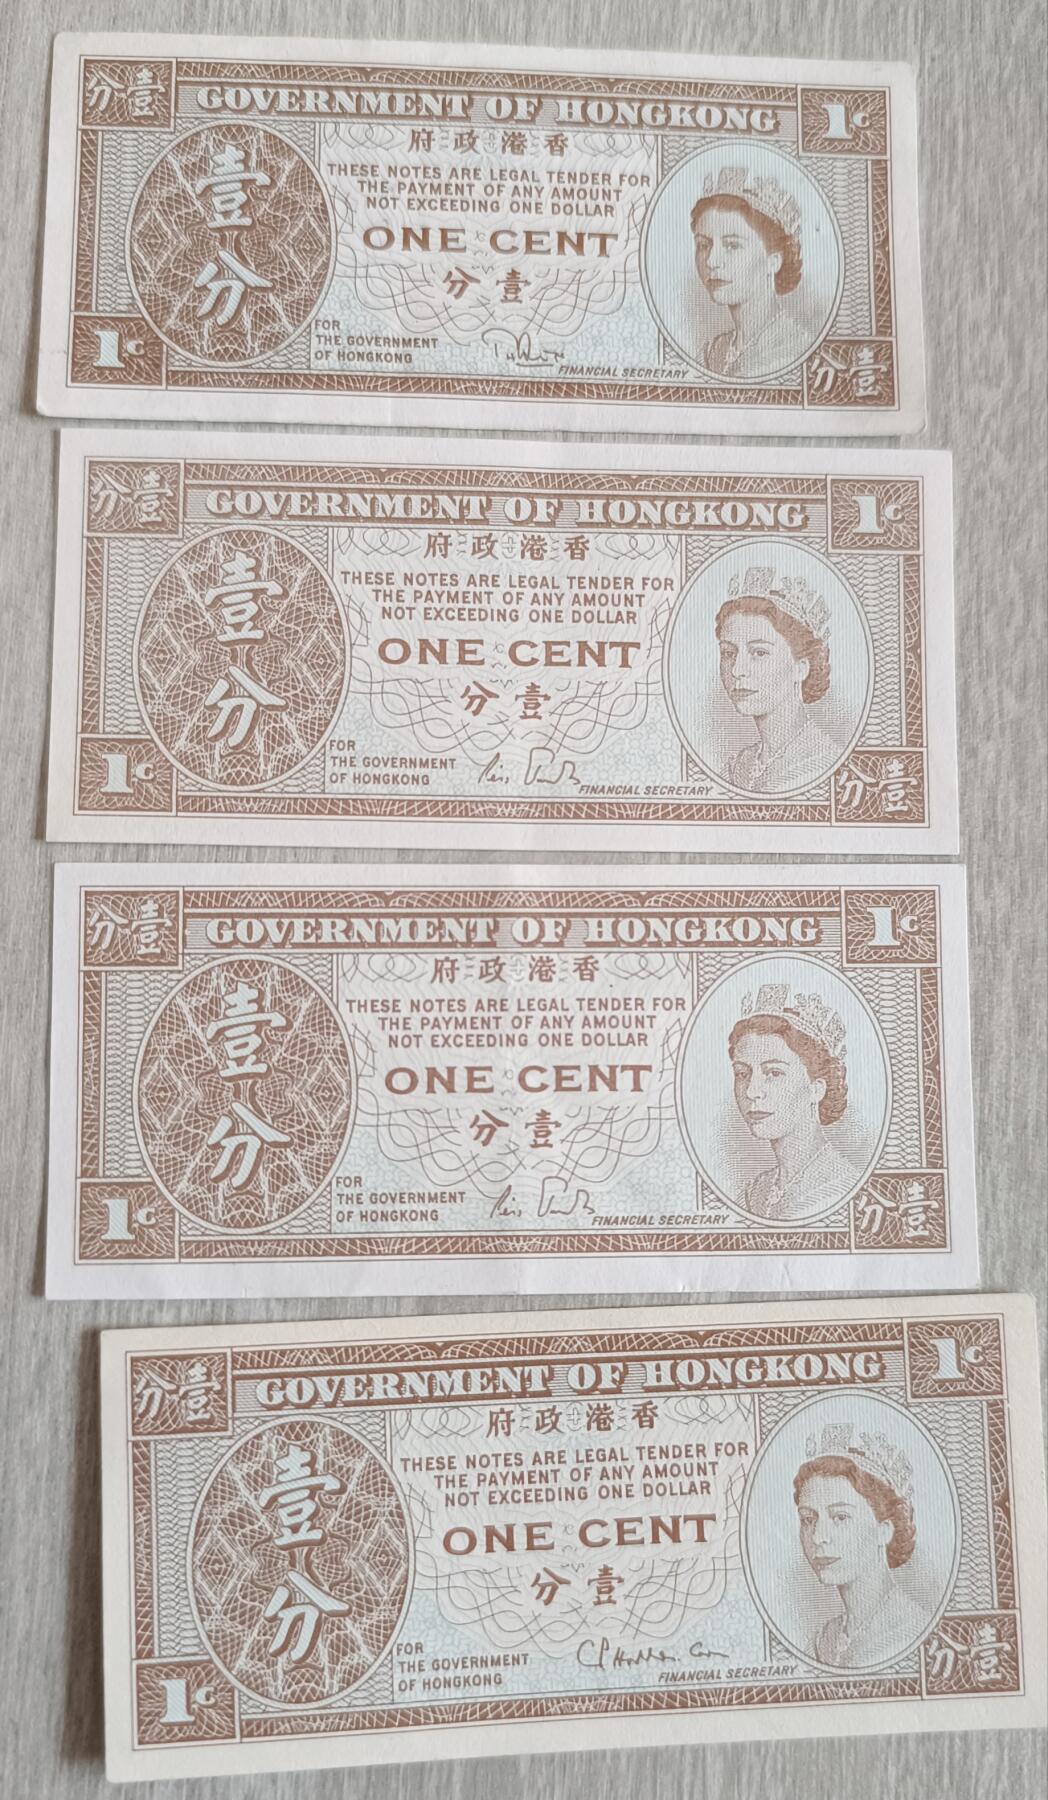 分壹
GOVERNMENT OF HONGKONG
1c
府政港香
THESE NOTES ARE LEGAL TENDER FOR
THE PAYMENT OF ANY AMOUNT
NOT EXCEEDING ONE DOLLAR
ONE CENT
分壹
壹
分
FOR
THE GOVERNMENT
OF HONGKONG
FINANCIAL SECRETARY
1c
分壹
分壹
GOVERNMENT OF HONGKONG
1c
府政港香
THESE NOTES ARE LEGAL TENDER FOR
THE PAYMENT OF ANY AMOUNT
NOT EXCEEDING ONE DOLLAR
ONE CENT
分壹
壹
分
FOR
THE GOVERNMENT
OF HONGKONG
FINANCIAL SECRETARY
1c
分壹
分壹
GOVERNMENT OF HONGKONG
1c
府政港香
THESE NOTES ARE LEGAL TENDER FOR
THE PAYMENT OF ANY AMOUNT
NOT EXCEEDING ONE DOLLAR
ONE CENT
分壹
壹
分
FOR
THE GOVERNMENT
OF HONGKONG
FINANCIAL SECRETARY
1c
分壹
分壹
GOVERNMENT OF HONGKONG
1c
府政港香
THESE NOTES ARE LEGAL TENDER FOR
THE PAYMENT OF ANY AMOUNT
NOT EXCEEDING ONE DOLLAR
ONE CENT
分壹
壹
分
FOR
THE GOVERNMENT
OF HONGKONG
FINANCIAL SECRETARY
1c
分壹